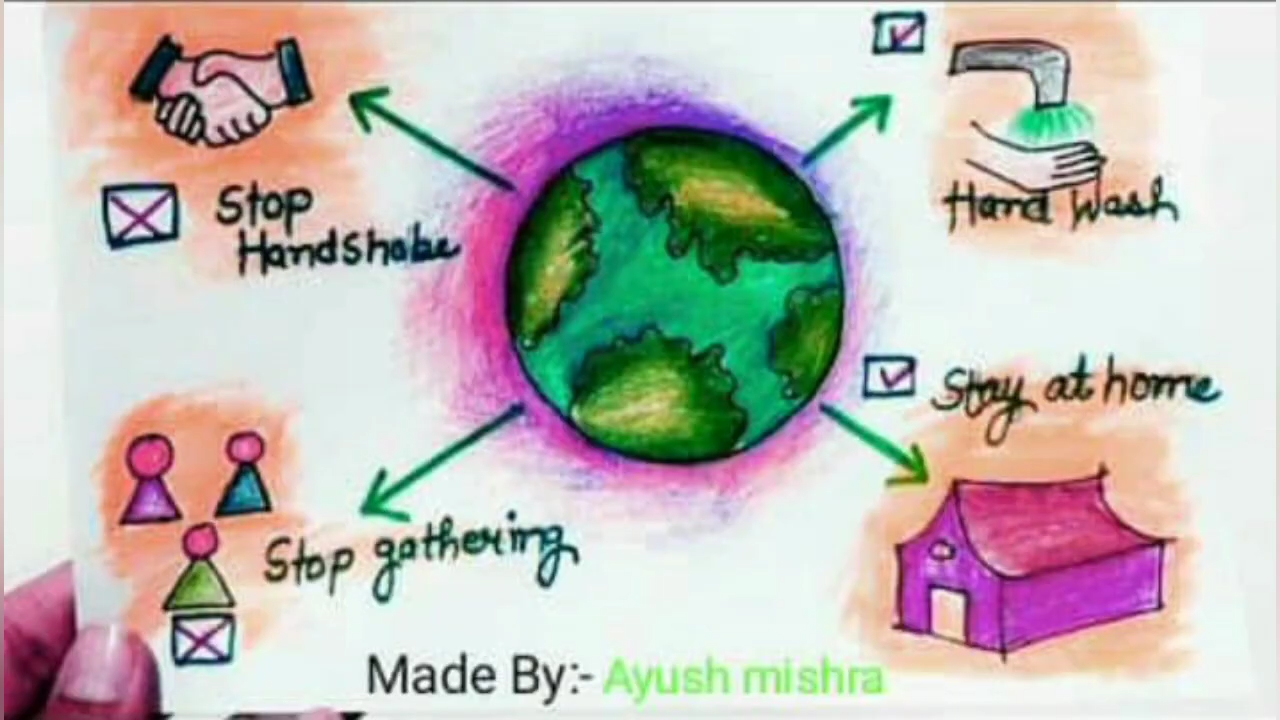 Stop
Handshake
Hand Wash
Stay at home
Stop gathering
Made By:- Ayush mishra